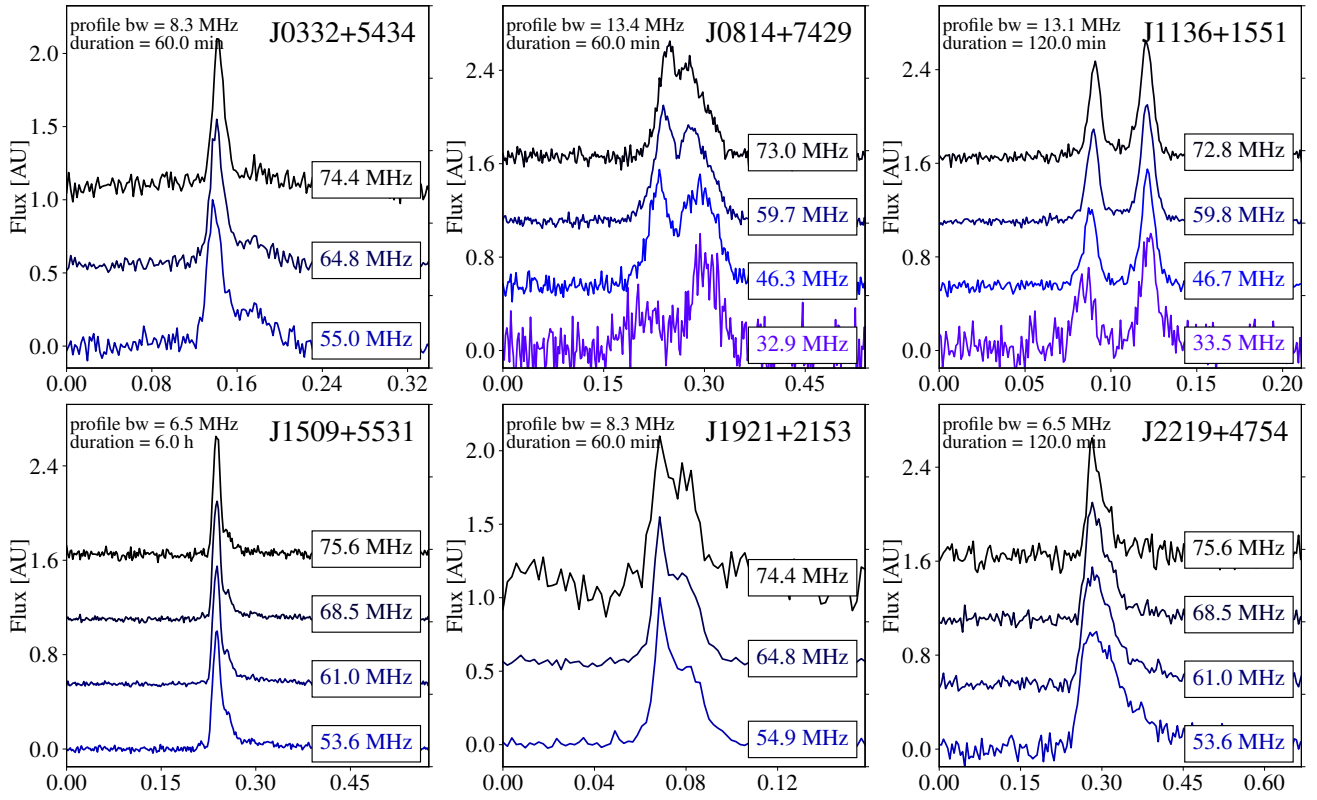 profile bw = 8.3 MHz
duration = 60.0 min
J0332+5434
2.0
1.5
1.0
0.5
0.0
Flux [AU]
74.4 MHz
64.8 MHz
55.0 MHz
0.00 0.08 0.16 0.24 0.32
profile bw = 13.4 MHz
duration = 60.0 min
J0814+7429
2.4
1.6
0.8
0.0
Flux [AU]
73.0 MHz
59.7 MHz
46.3 MHz
32.9 MHz
0.00 0.15 0.30 0.45
profile bw = 13.1 MHz
duration = 120.0 min
J1136+1551
2.4
1.6
0.8
0.0
Flux [AU]
72.8 MHz
59.8 MHz
46.7 MHz
33.5 MHz
0.00 0.05 0.10 0.15 0.20
profile bw = 6.5 MHz
duration = 6.0 h
J1509+5531
2.4
1.6
0.8
0.0
Flux [AU]
75.6 MHz
68.5 MHz
61.0 MHz
53.6 MHz
0.00 0.15 0.30 0.45
profile bw = 8.3 MHz
duration = 60.0 min
J1921+2153
2.0
1.5
1.0
0.5
0.0
Flux [AU]
74.4 MHz
64.8 MHz
54.9 MHz
0.00 0.04 0.08 0.12
profile bw = 6.5 MHz
duration = 120.0 min
J2219+4754
2.4
1.6
0.8
0.0
Flux [AU]
75.6 MHz
68.5 MHz
61.0 MHz
53.6 MHz
0.00 0.15 0.30 0.45 0.60